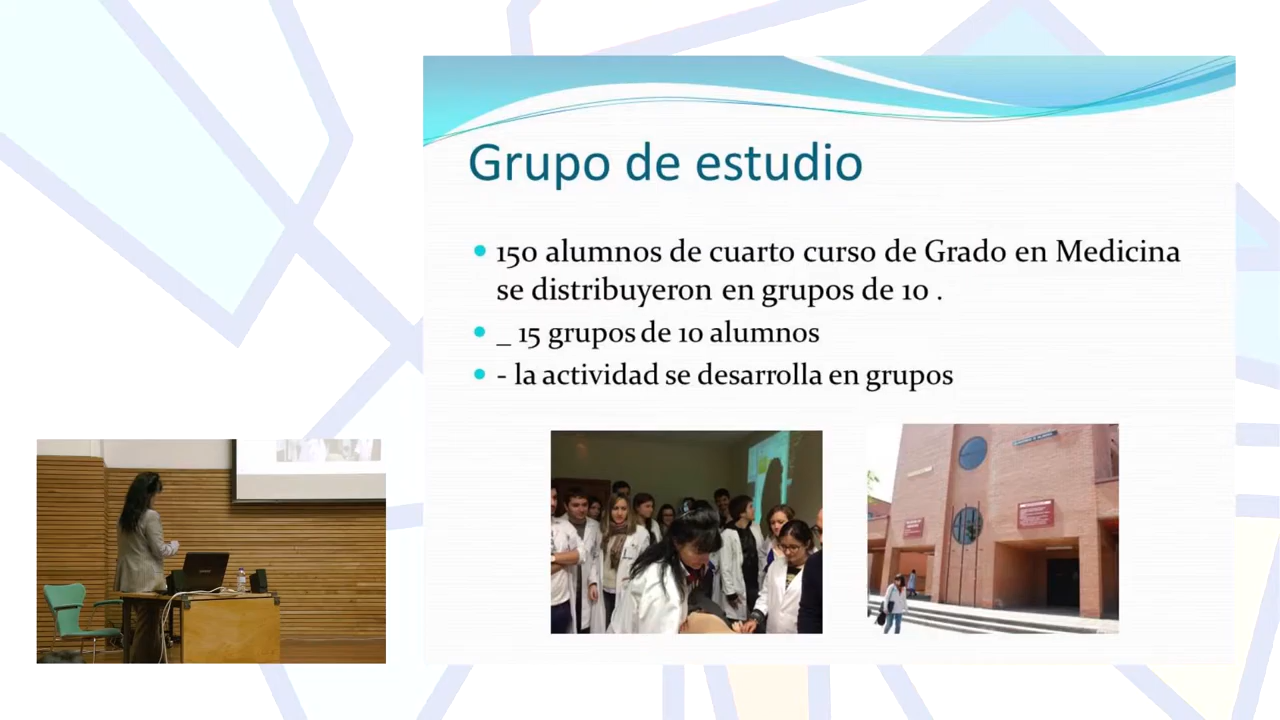 Grupo de estudio
• 150 alumnos de cuarto curso de Grado en Medicina
se distribuyeron en grupos de 10 .
• _ 15 grupos de 10 alumnos
• - la actividad se desarrolla en grupos